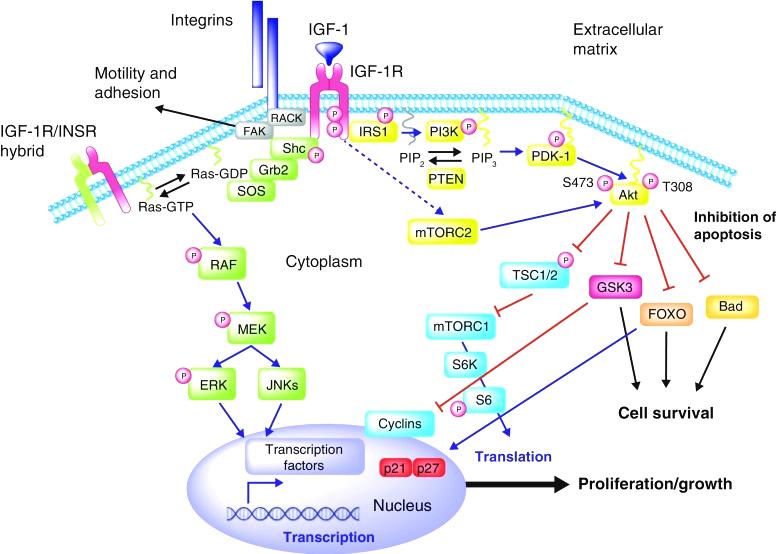 Integrins
IGF-1
Extracellular
matrix
IGF-1R
Motility and
adhesion
RACK
FAK
P
P
P
IRS1
PI3K
P
P
PDK-1
IGF-1R/INSR
hybrid
Shc
P
Grb2
SOS
Ras-GDP
Ras-GTP
PIP2
PIP3
PTEN
S473
P
P
T308
Akt
mTORC2
Inhibition of
apoptosis
P
RAF
Cytoplasm
P
TSC1/2
GSK3
FOXO
Bad
P
MEK
mTORC1
S6K
P
ERK
JNKs
S6
P
Cell survival
Cyclins
Transcription
factors
p21
p27
Translation
Nucleus
Proliferation/growth
Transcription